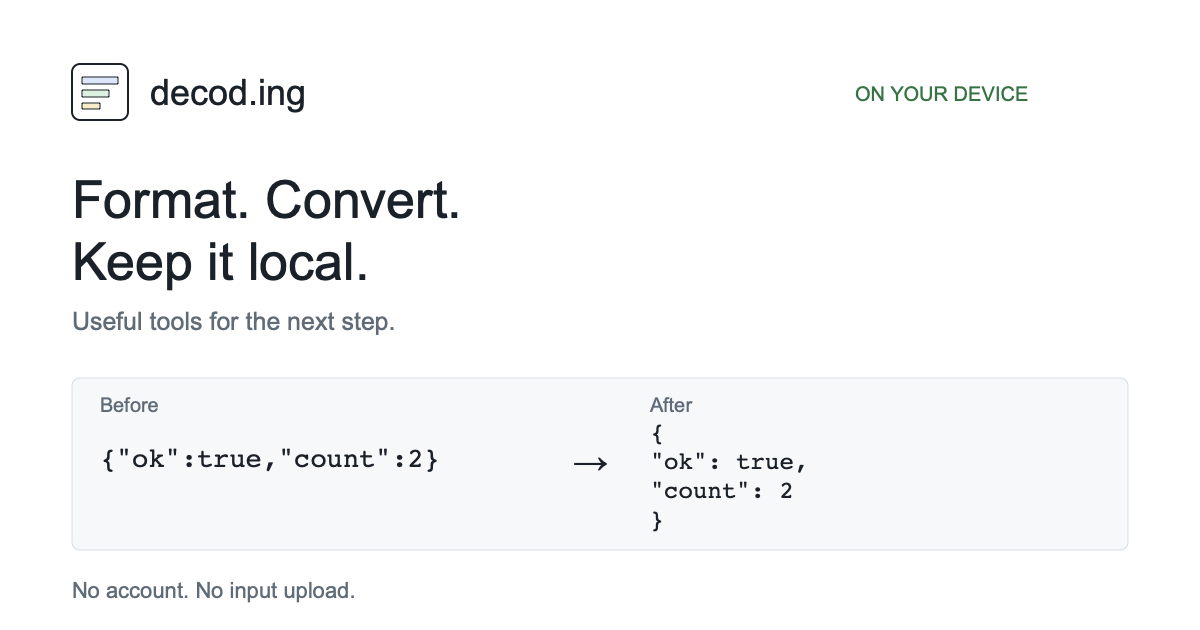 decod.ing
ON YOUR DEVICE
Format. Convert.
Keep it local.
Useful tools for the next step.
Before
{"ok":true,"count":2}
→
After
{
"ok": true,
"count": 2
}
No account. No input upload.